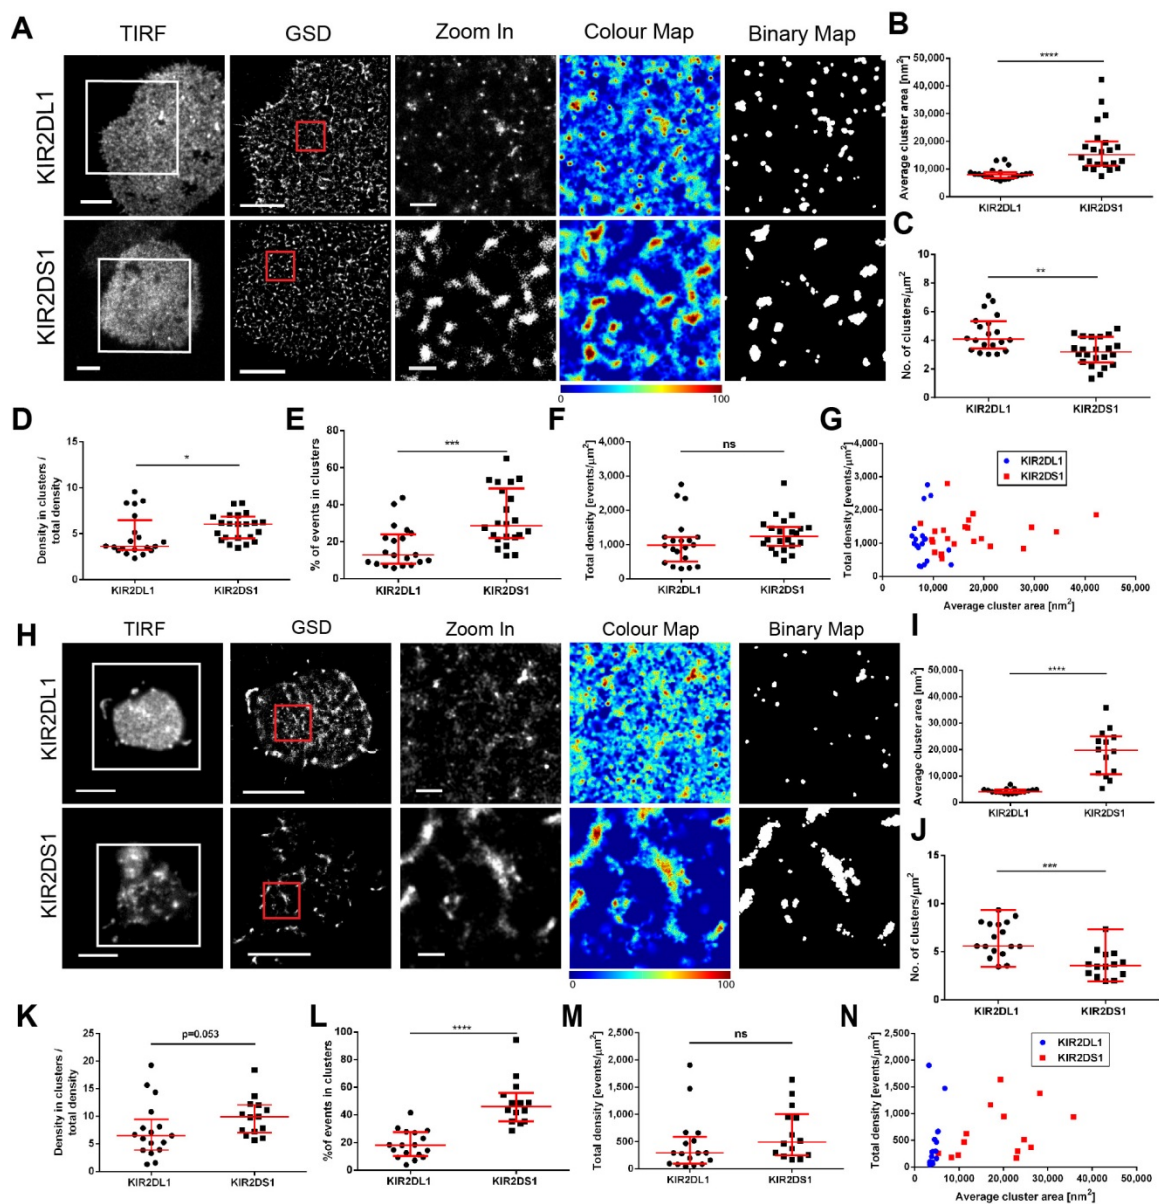 A
TIRF
GSD
Zoom In
Colour Map
Binary Map
KIR2DL1
KIR2DS1
0
100
B
Average cluster area [nm²]
50,000
40,000
30,000
20,000
10,000
0
****
KIR2DL1
KIR2DS1
C
No. of clusters/µm²
10
8
6
4
2
0
**
KIR2DL1
KIR2DS1
D
Density in clusters /
total density
15
10
5
0
*
KIR2DL1
KIR2DS1
E
% of events in clusters
80
60
40
20
0
***
KIR2DL1
KIR2DS1
F
Total density [events/µm²]
4,000
3,000
2,000
1,000
0
ns
KIR2DL1
KIR2DS1
G
Total density [events/µm²]
4,000
3,000
2,000
1,000
0
KIR2DL1
KIR2DS1
0
10,000
20,000
30,000
40,000
50,000
Average cluster area [nm²]
H
TIRF
GSD
Zoom In
Colour Map
Binary Map
KIR2DL1
KIR2DS1
0
100
I
Average cluster area [nm²]
50,000
40,000
30,000
20,000
10,000
0
****
KIR2DL1
KIR2DS1
J
No. of clusters/µm²
15
10
5
0
***
KIR2DL1
KIR2DS1
K
Density in clusters /
total density
25
20
15
10
5
0
p=0.053
KIR2DL1
KIR2DS1
L
%of events in clusters
100
80
60
40
20
0
****
KIR2DL1
KIR2DS1
M
Total density [events/µm²]
2,500
2,000
1,500
1,000
500
0
ns
KIR2DL1
KIR2DS1
N
Total density [events/µm²]
2,500
2,000
1,500
1,000
500
0
KIR2DL1
KIR2DS1
0
10,000
20,000
30,000
40,000
50,000
Average cluster area [nm²]